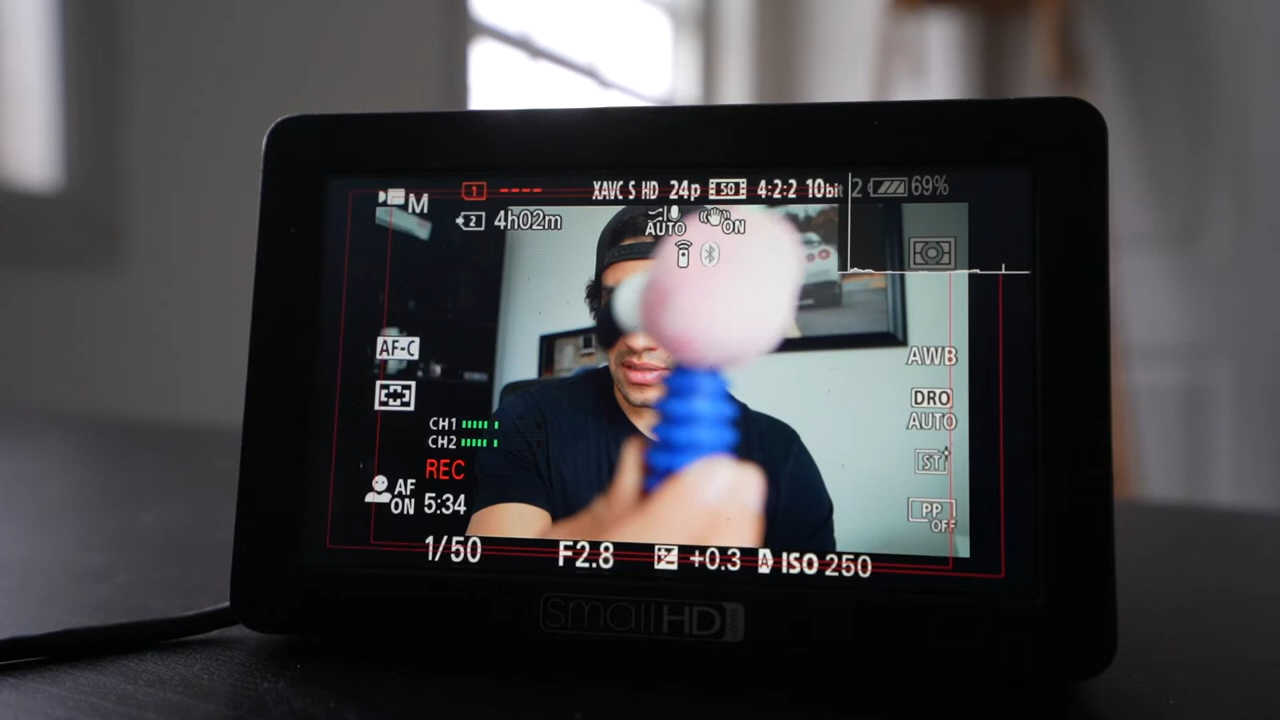 M 1 ---- XAVC S HD 24p 50 4:2:2 10bit 2 69%
2 4h02m AUTO ON
AF-C
AWB
DRO
AUTO
CH1
CH2
REC
ST
AF
ON 5:34
PP
OFF
1/50 F2.8 +0.3 A ISO 250
smallHD